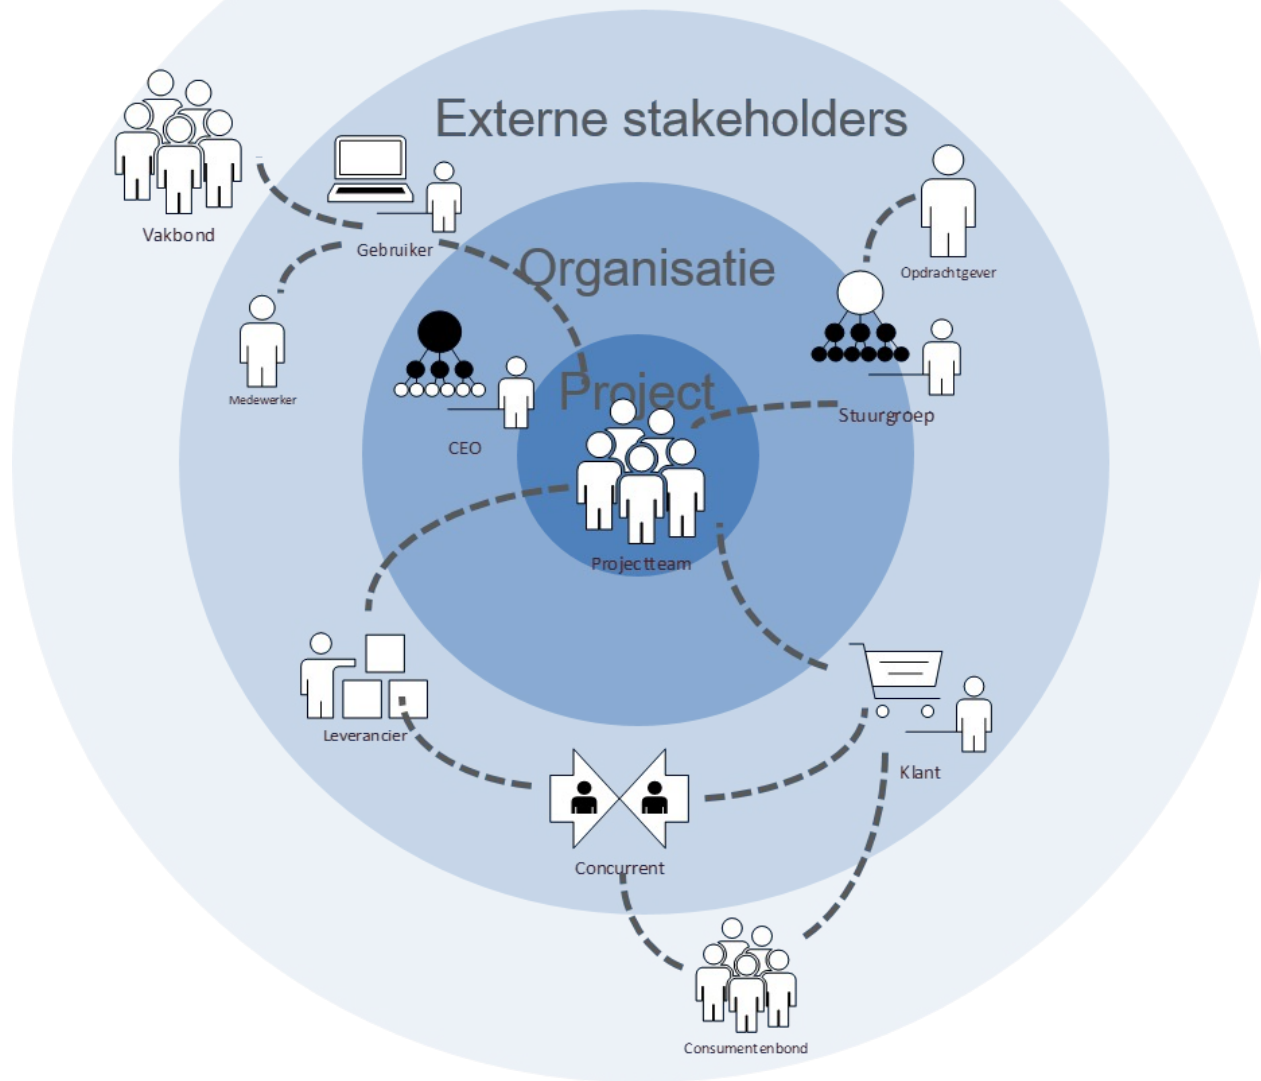 Externe stakeholders
Vakbond
Gebruiker
Organisatie
Opdrachtgever
Medewerker
Project
Stuurgroep
CEO
Projectteam
Leverancier
Klant
Concurrent
Consumentenbond